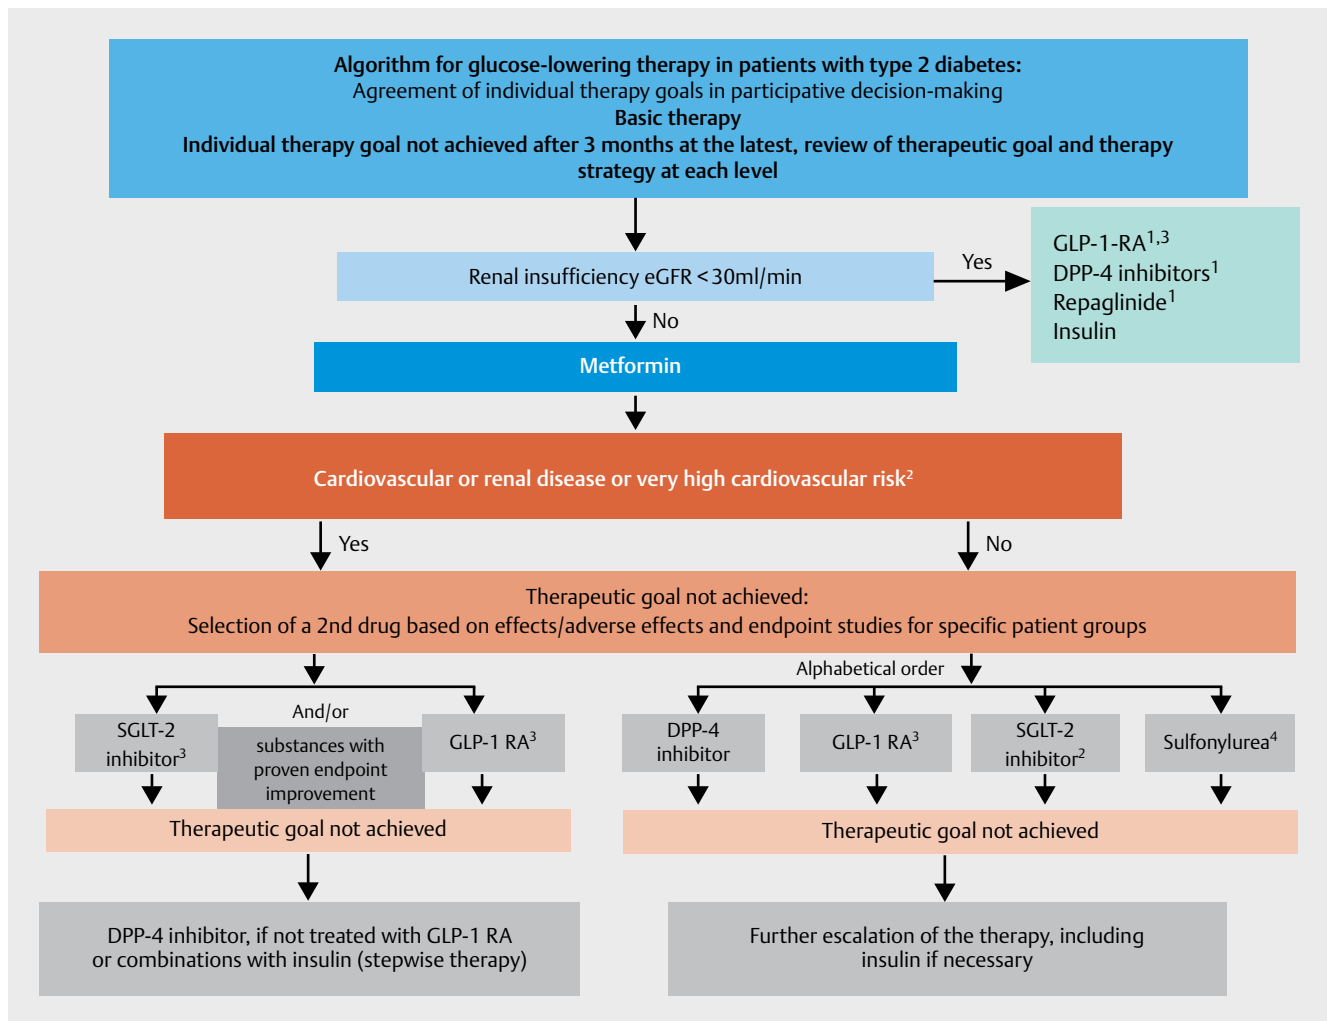 Algorithm for glucose-lowering therapy in patients with type 2 diabetes:
Agreement of individual therapy goals in participative decision-making
Basic therapy
Individual therapy goal not achieved after 3 months at the latest, review of therapeutic goal and therapy
strategy at each level
Renal insufficiency eGFR < 30ml/min
Yes
GLP-1-RA1,3
DPP-4 inhibitors1
Repaglinide1
Insulin
No
Metformin
Cardiovascular or renal disease or very high cardiovascular risk2
Yes
No
Therapeutic goal not achieved:
Selection of a 2nd drug based on effects/adverse effects and endpoint studies for specific patient groups
Alphabetical order
SGLT-2
inhibitor3
And/or
substances with
proven endpoint
improvement
GLP-1 RA3
DPP-4
inhibitor
GLP-1 RA3
SGLT-2
inhibitor2
Sulfonylurea4
Therapeutic goal not achieved
Therapeutic goal not achieved
DPP-4 inhibitor, if not treated with GLP-1 RA
or combinations with insulin (stepwise therapy)
Further escalation of the therapy, including
insulin if necessary